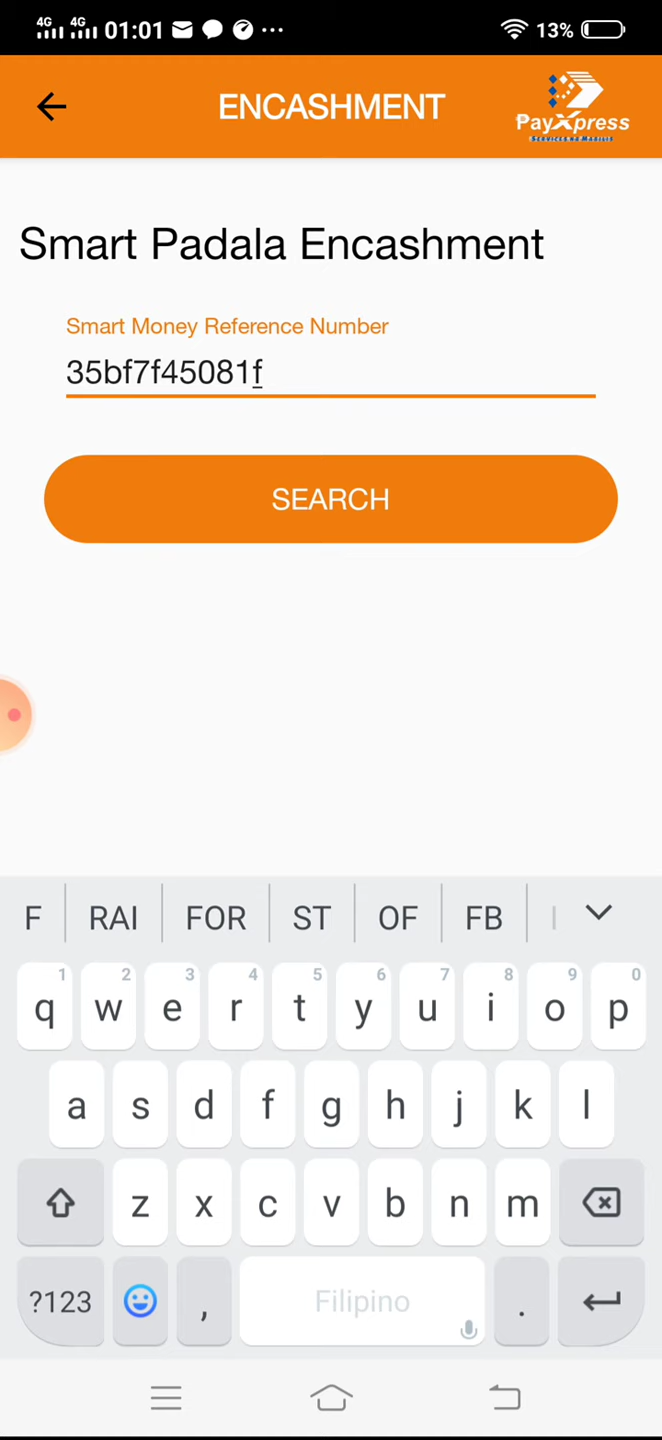 4G 4G 01:01 ... 13%
ENCASHMENT
PayXpress
Smart Padala Encashment
Smart Money Reference Number
35bf7f45081f
SEARCH
F RAI FOR ST OF FB
1 2 3 4 5 6 7 8 9 0
q w e r t y u i o p
a s d f g h j k l
z x c v b n m
?123 , Filipino .